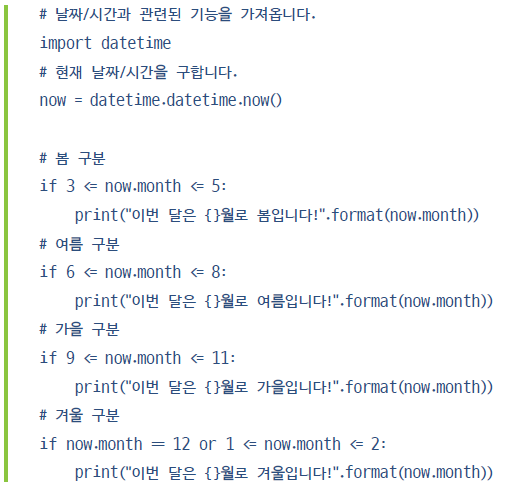 # 날짜/시간과 관련된 기능을 가져옵니다.
import datetime
# 현재 날짜/시간을 구합니다.
now = datetime.datetime.now()

# 봄 구분
if 3 <= now.month <= 5:
    print("이번 달은 {}월로 봄입니다!".format(now.month))
# 여름 구분
if 6 <= now.month <= 8:
    print("이번 달은 {}월로 여름입니다!".format(now.month))
# 가을 구분
if 9 <= now.month <= 11:
    print("이번 달은 {}월로 가을입니다!".format(now.month))
# 겨울 구분
if now.month == 12 or 1 <= now.month <= 2:
    print("이번 달은 {}월로 겨울입니다!".format(now.month))